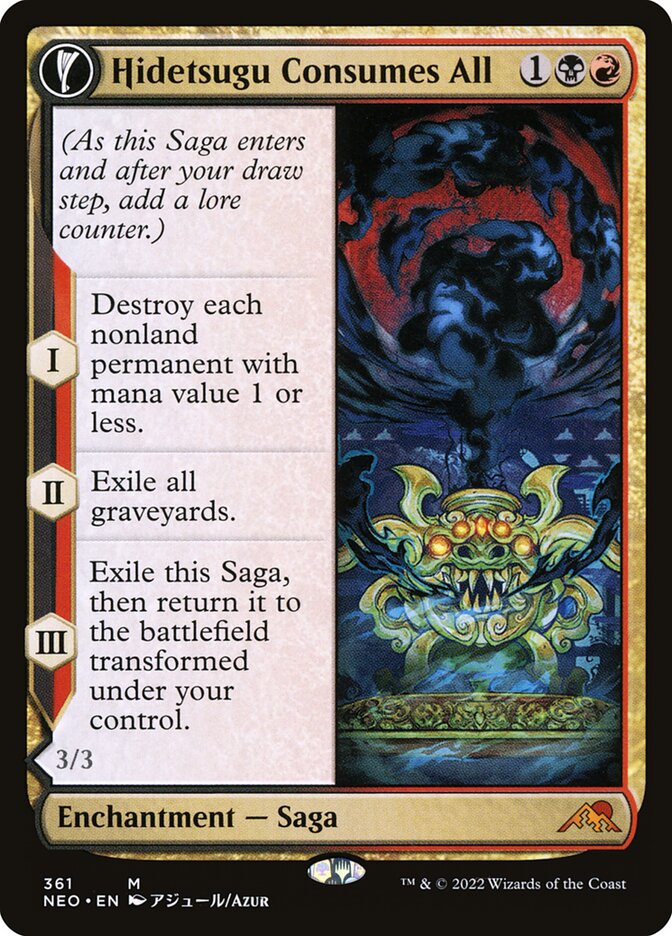 Hidetsugu Consumes All 1
(As this Saga enters
and after your draw
step, add a lore
counter.)
I
Destroy each
nonland
permanent with
mana value 1 or
less.
II
Exile all
graveyards.
III
Exile this Saga,
then return it to
the battlefield
transformed
under your
control.
3/3
Enchantment — Saga
361 M
NEO • EN アジュール/Azur
™ & © 2022 Wizards of the Coast